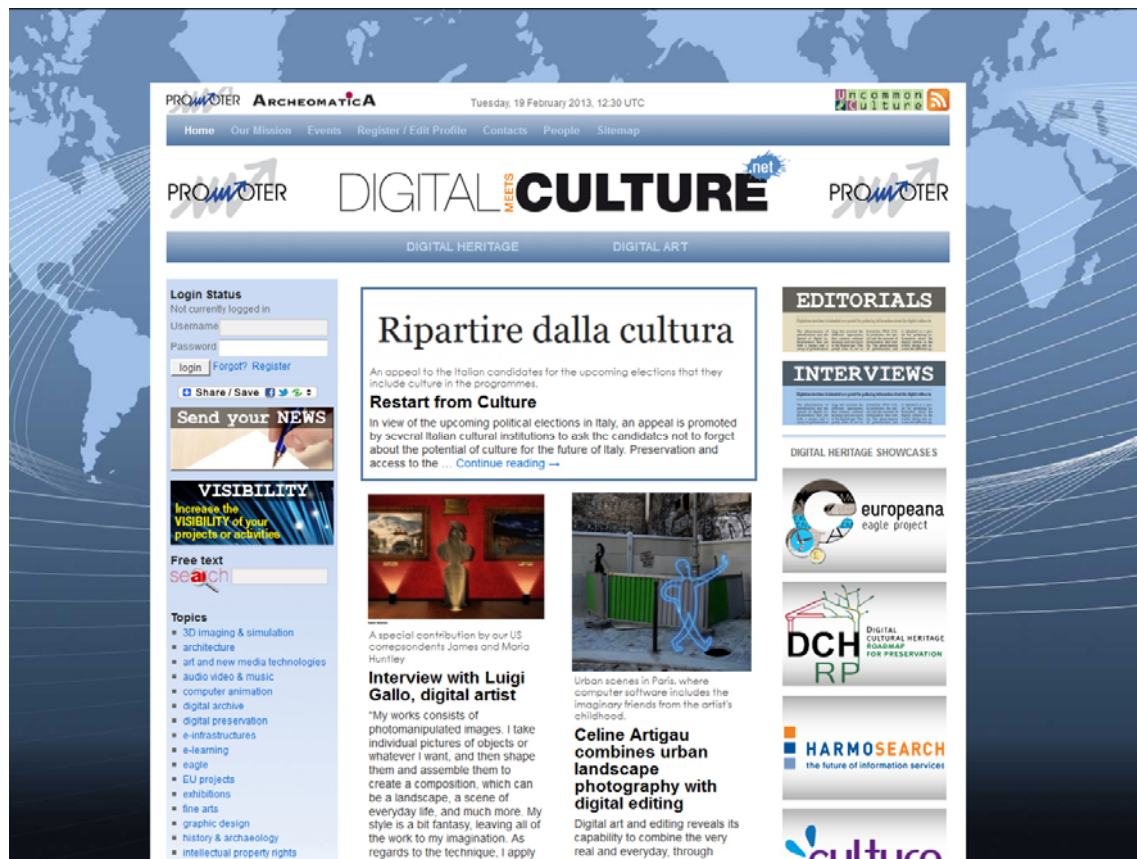 PROMOTER ARCHEOMATICA Tuesday, 19 February 2013, 12:30 UTC Uncommon Culture
Home Our Mission Events Register / Edit Profile Contacts People Sitemap
PROMOTER DIGITAL MEETS CULTURE .net PROMOTER
DIGITAL HERITAGE DIGITAL ART
Login Status
Not currently logged in
Username
Password
login Forgot? Register
Share / Save
Send your NEWS
VISIBILITY
Increase the
VISIBILITY of your
projects or activities
Free text
search
Topics
3D imaging & simulation
architecture
art and new media technologies
audio video & music
computer animation
digital archive
digital preservation
e-infrastructures
e-learning
eagle
EU projects
exhibitions
fine arts
graphic design
history & archaeology
intellectual property rights
Ripartire dalla cultura
An appeal to the Italian candidates for the upcoming elections that they
include culture in the programmes.
Restart from Culture
In view of the upcoming political elections in Italy, an appeal is promoted
by several Italian cultural institutions to ask the candidates not to forget
about the potential of culture for the future of Italy. Preservation and
access to the … Continue reading →
A special contribution by our US
correpsondents James and Maria
Huntley
Interview with Luigi
Gallo, digital artist
"My works consists of
photomanipulated images. I take
individual pictures of objects or
whatever I want, and then shape
them and assemble them to
create a composition, which can
be a landscape, a scene of
everyday life, and much more. My
style is a bit fantasy, leaving all of
the work to my imagination. As
regards to the technique, I apply
Urban scenes in Paris, where
computer software includes the
imaginary friends from the artist's
childhood.
Celine Artigau
combines urban
landscape
photography with
digital editing
Digital art and editing reveals its
capability to combine the very
real and everyday, through
EDITORIALS
INTERVIEWS
DIGITAL HERITAGE SHOWCASES
europeana
eagle project
DCH
RP
DIGITAL
CULTURAL HERITAGE
ROADMAP
FOR PRESERVATION
HARMOSEARCH
the future of information services
culture